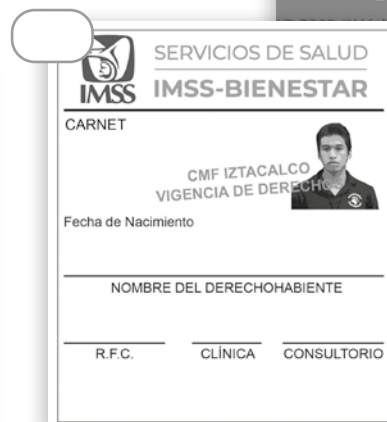 SERVICIOS DE SALUD
IMSS IMSS-BIENESTAR
CARNET
CMF IZTACALCO
VIGENCIA DE DERECHOS
Fecha de Nacimiento
NOMBRE DEL DERECHOHABIENTE
R.F.C. CLÍNICA CONSULTORIO